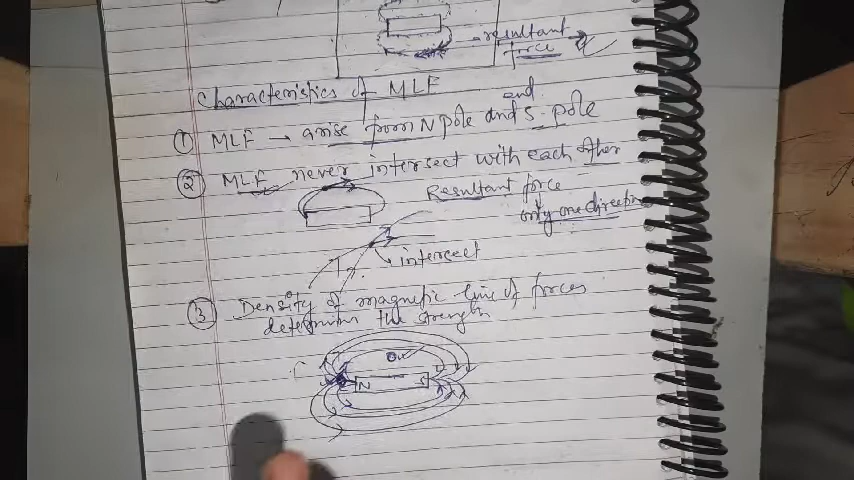 resultant
force
Characteristics of MLF
end
① MLF → arise from N pole and S-pole
② MLF never intersect with each other
Resultant force
only one direction
intersect
③ Density of magnetic line of forces
determine the strength
N S